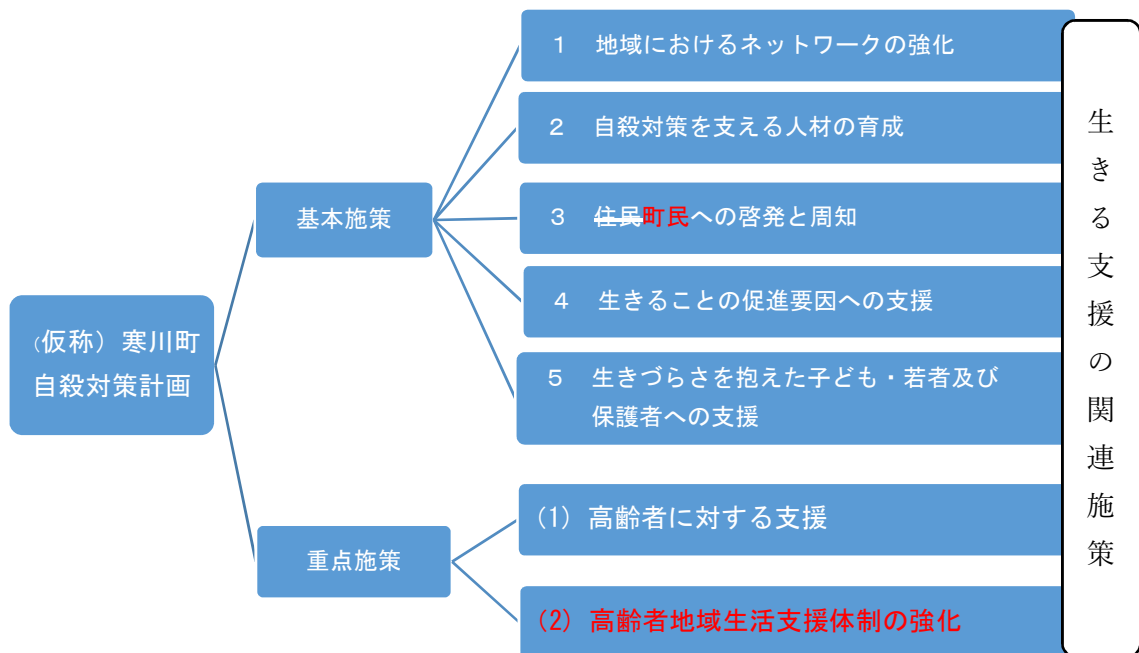 (仮称)寒川町
自殺対策計画
基本施策
1 地域におけるネットワークの強化
2 自殺対策を支える人材の育成
3 住民町民への啓発と周知
4 生きることの促進要因への支援
5 生きづらさを抱えた子ども・若者及び
保護者への支援
重点施策
(1) 高齢者に対する支援
(2) 高齢者地域生活支援体制の強化
生きる支援の関連施策